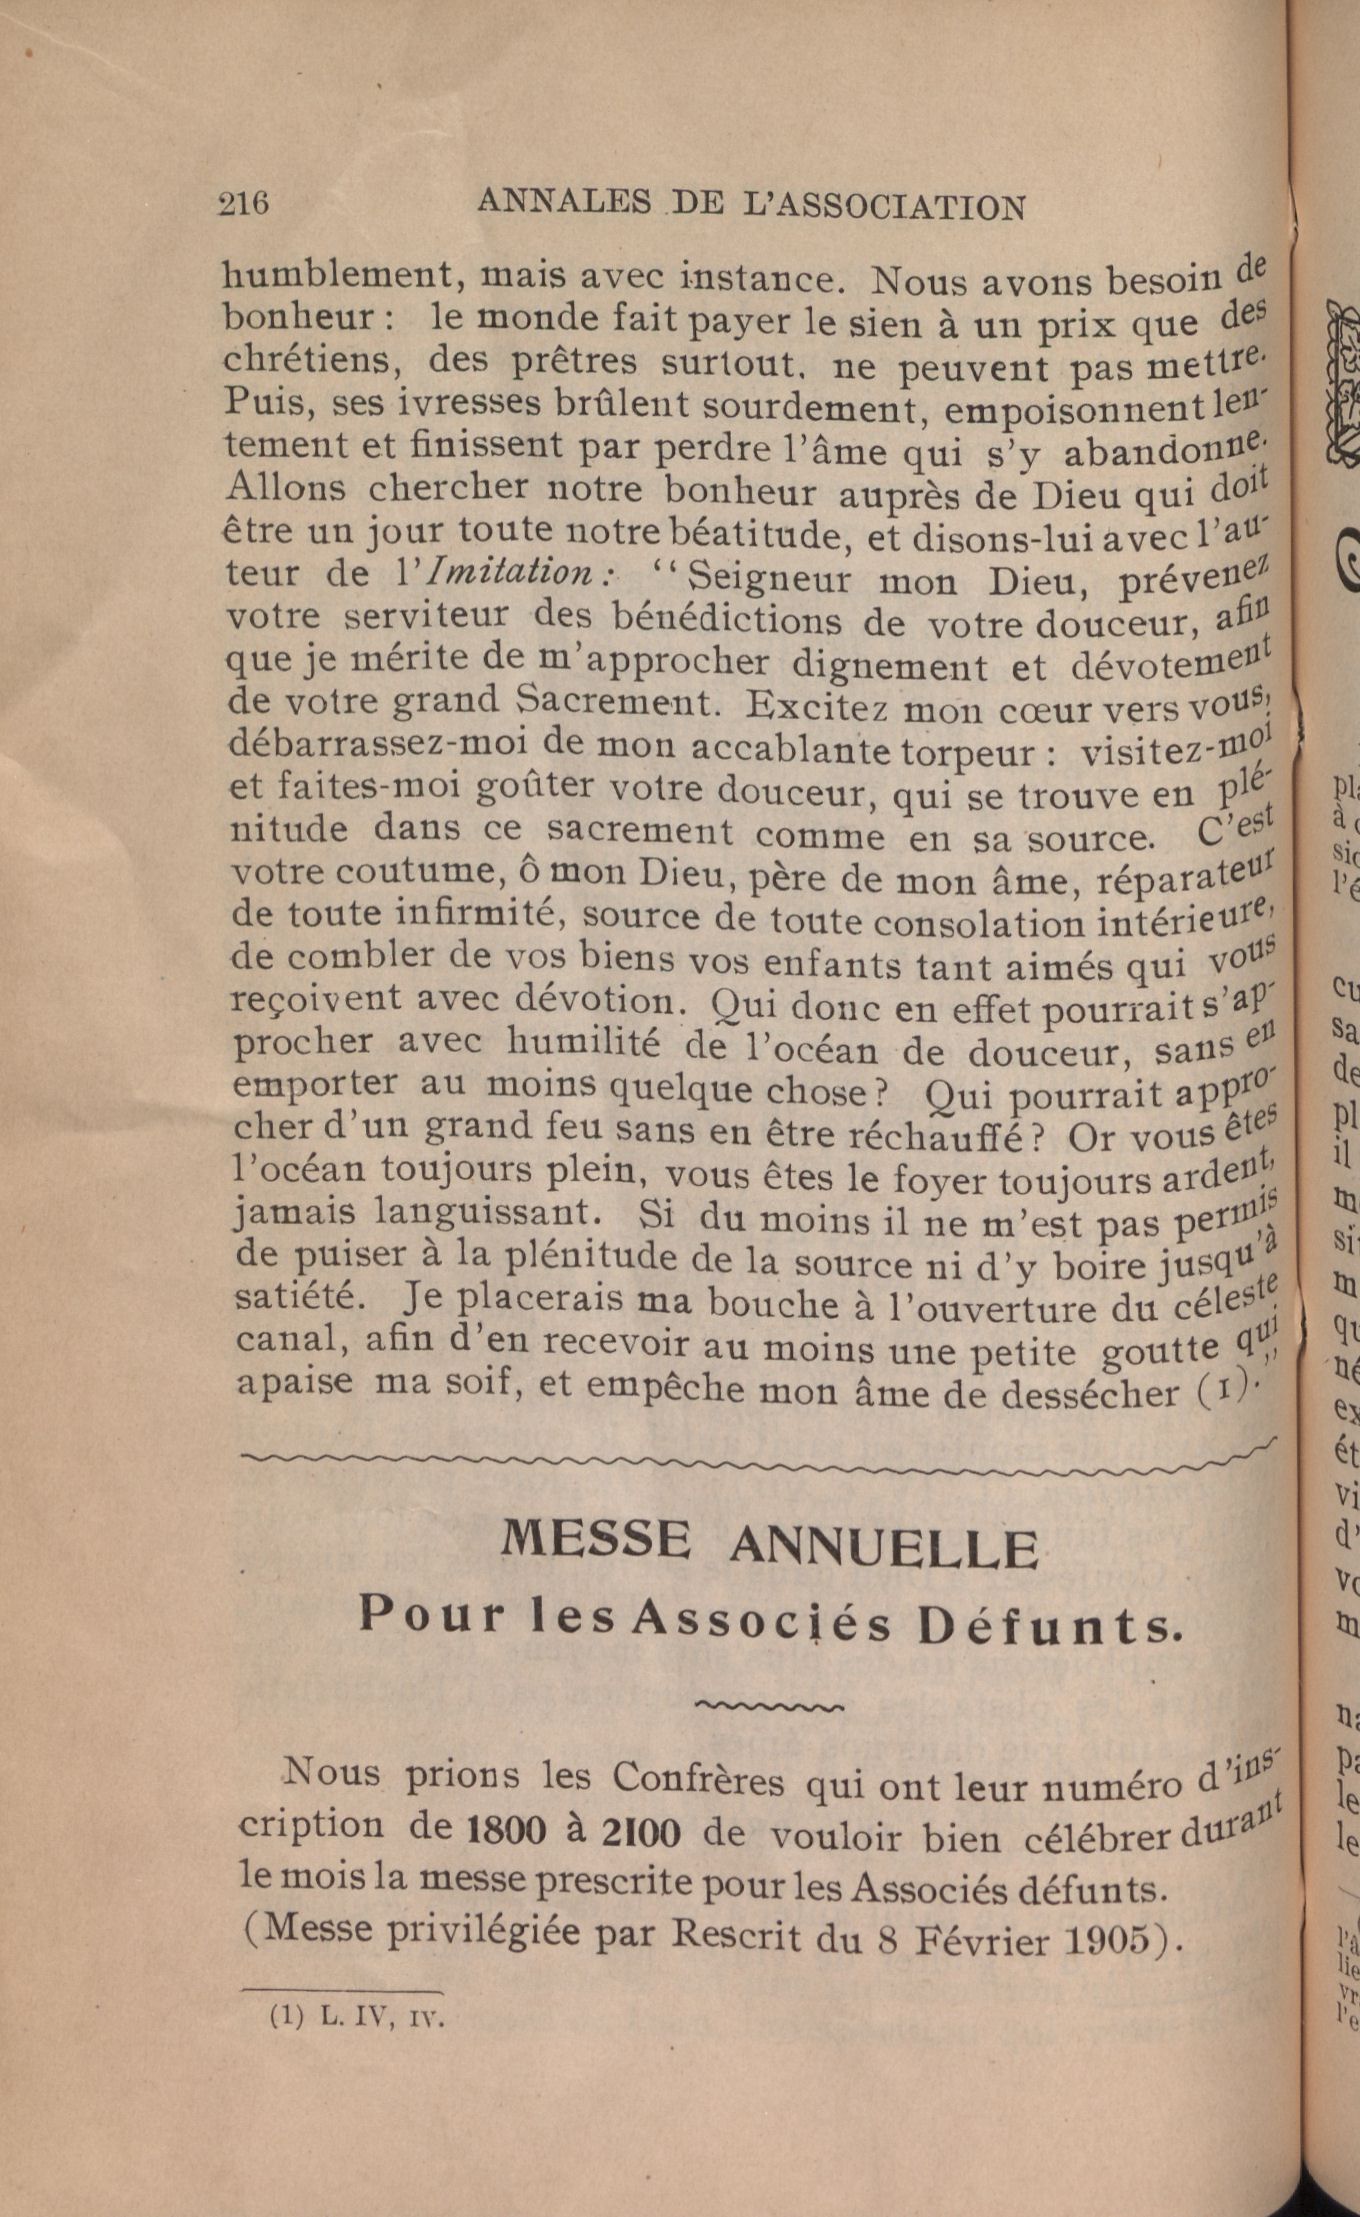 216 ANNALES DE L'ASSOCIATION
humblement, mais avec instance. Nous avons besoin de
bonheur : le monde fait payer le sien à un prix que des
chrétiens, des prêtres surtout. ne peuvent pas mettre.
Puis, ses ivresses brûlent sourdement, empoisonnent len-
tement et finissent par perdre l'âme qui s'y abandonne.
Allons chercher notre bonheur auprès de Dieu qui doit
être un jour toute notre béatitude, et disons-lui avec l'au-
teur de l'Imitation : “Seigneur mon Dieu, prévenez
votre serviteur des bénédictions de votre douceur, afin
que je mérite de m'approcher dignement et dévotement
de votre grand Sacrement. Excitez mon cœur vers vous,
débarrassez-moi de mon accablante torpeur : visitez-moi
et faites-moi goûter votre douceur, qui se trouve en plé-
nitude dans ce sacrement comme en sa source. C'est
votre coutume, ô mon Dieu, père de mon âme, réparateur
de toute infirmité, source de toute consolation intérieure,
de combler de vos biens vos enfants tant aimés qui vous
reçoivent avec dévotion. Qui donc en effet pourrait s'ap-
procher avec humilité de l'océan de douceur, sans en
emporter au moins quelque chose ? Qui pourrait appro-
cher d'un grand feu sans en être réchauffé ? Or vous êtes
l'océan toujours plein, vous êtes le foyer toujours ardent,
jamais languissant. Si du moins il ne m'est pas permis
de puiser à la plénitude de la source ni d'y boire jusqu'à
satiété. Je placerais ma bouche à l'ouverture du céleste
canal, afin d'en recevoir au moins une petite goutte qui
apaise ma soif, et empêche mon âme de dessécher (1).”
MESSE ANNUELLE
Pour les Associés Défunts.
Nous prions les Confrères qui ont leur numéro d'ins-
cription de 1800 à 2100 de vouloir bien célébrer durant
le mois la messe prescrite pour les Associés défunts.
(Messe privilégiée par Rescrit du 8 Février 1905).
(1) L. IV, IV.